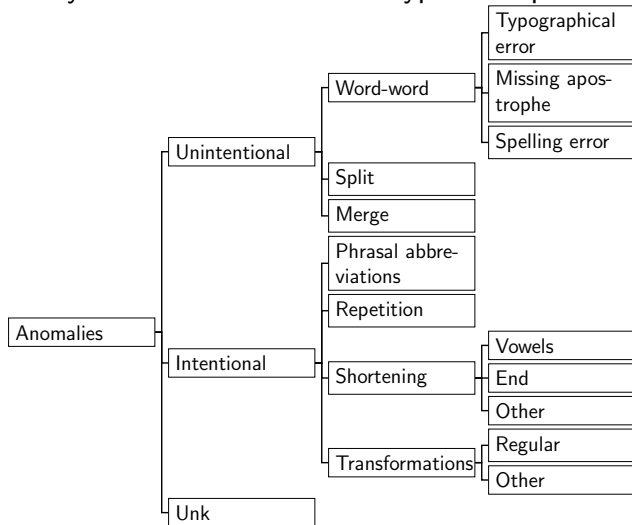 Typographical
error
Word-word
Missing apos-
trophe
Unintentional
Spelling error
Split
Merge
Phrasal abbre-
viations
Repetition
Anomalies
Vowels
Intentional
Shortening
End
Other
Regular
Transformations
Other
Unk